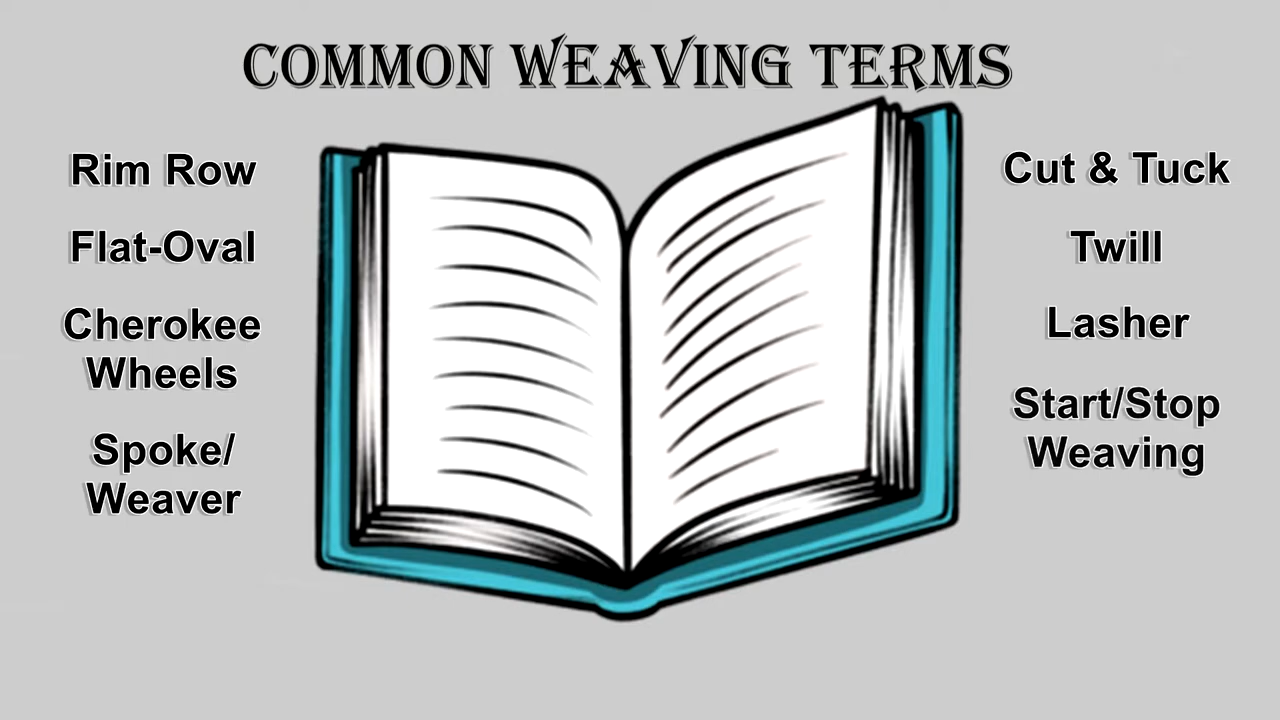 COMMON WEAVING TERMS
Rim Row
Flat-Oval
Cherokee
Wheels
Spoke/
Weaver
Cut & Tuck
Twill
Lasher
Start/Stop
Weaving